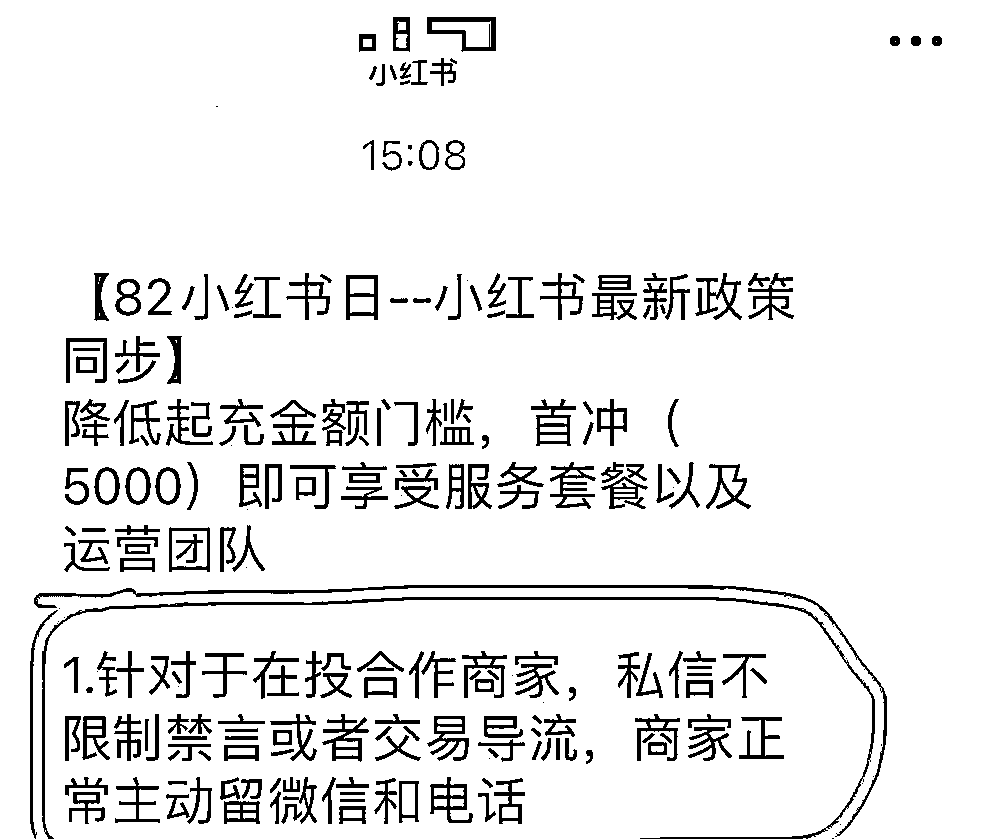 小红书
15:08
【82小红书日--小红书最新政策
同步】
降低起充金额门槛，首冲（
5000）即可享受服务套餐以及
运营团队
1.针对于在投合作商家，私信不
限制禁言或者交易导流，商家正
常主动留微信和电话